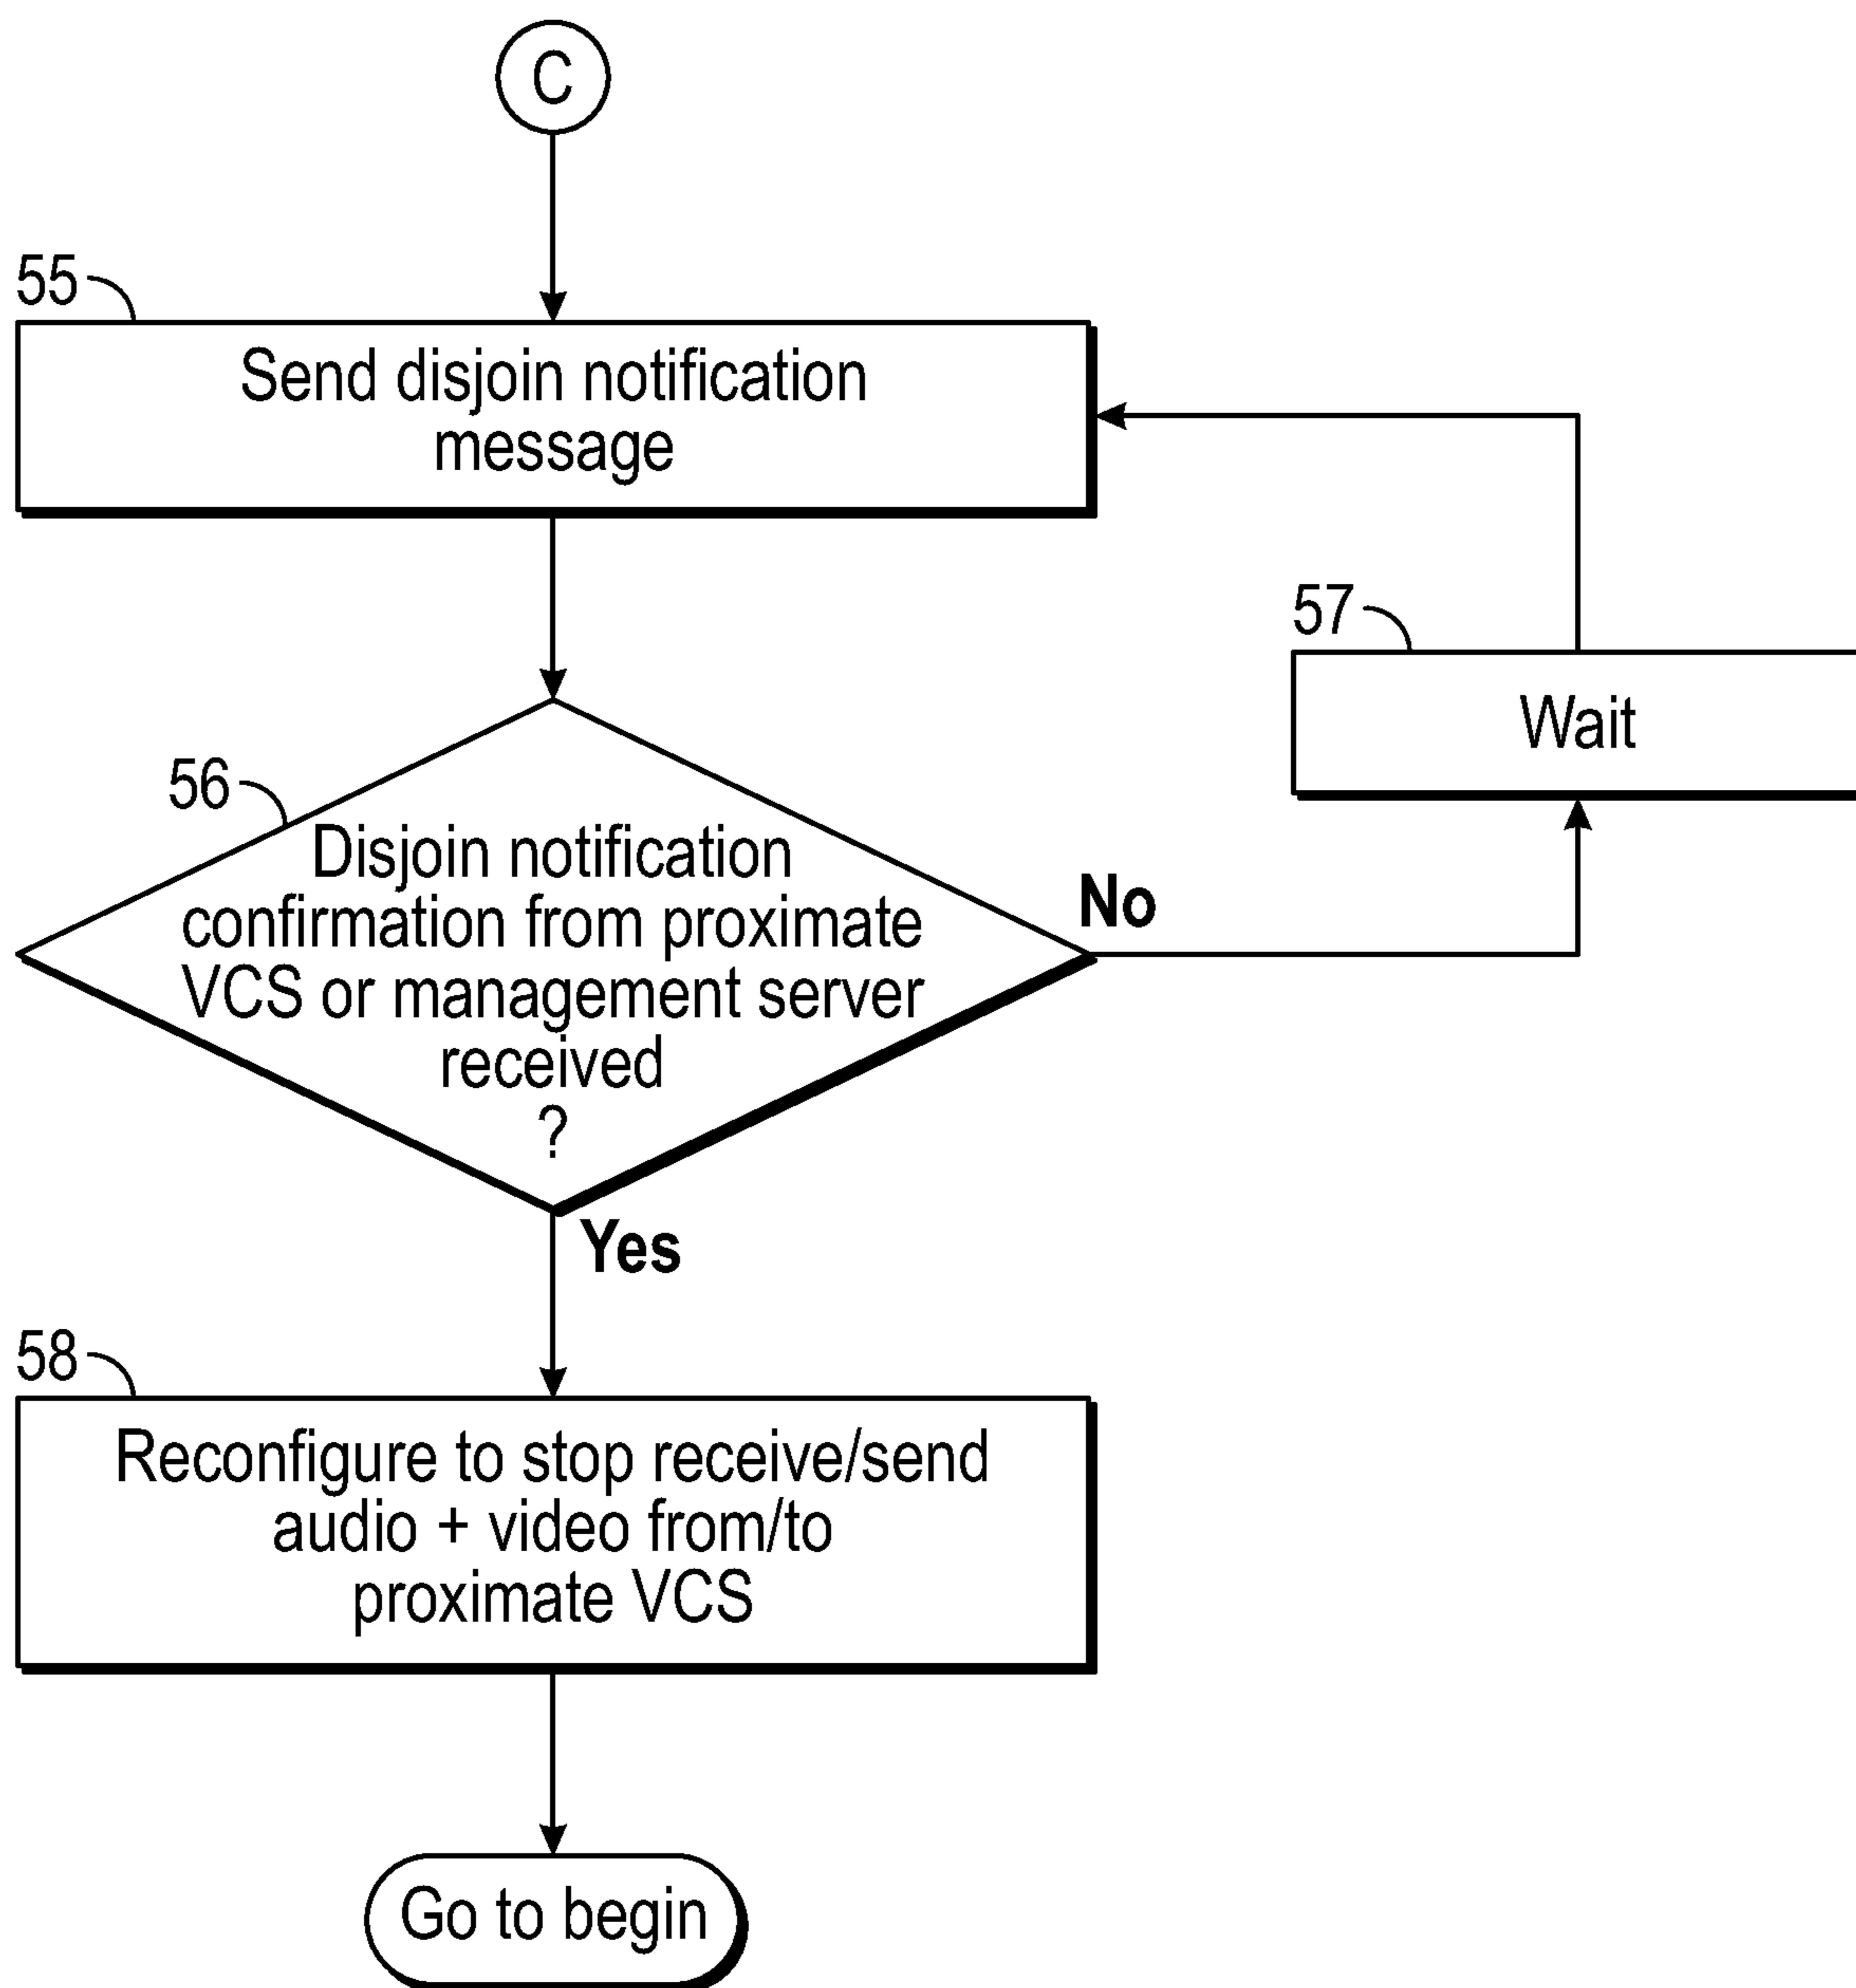 C
55
Send disjoin notification
message
57
Wait
56
Disjoin notification
confirmation from proximate
VCS or management server
received
?
No
Yes
58
Reconfigure to stop receive/send
audio + video from/to
proximate VCS
Go to begin